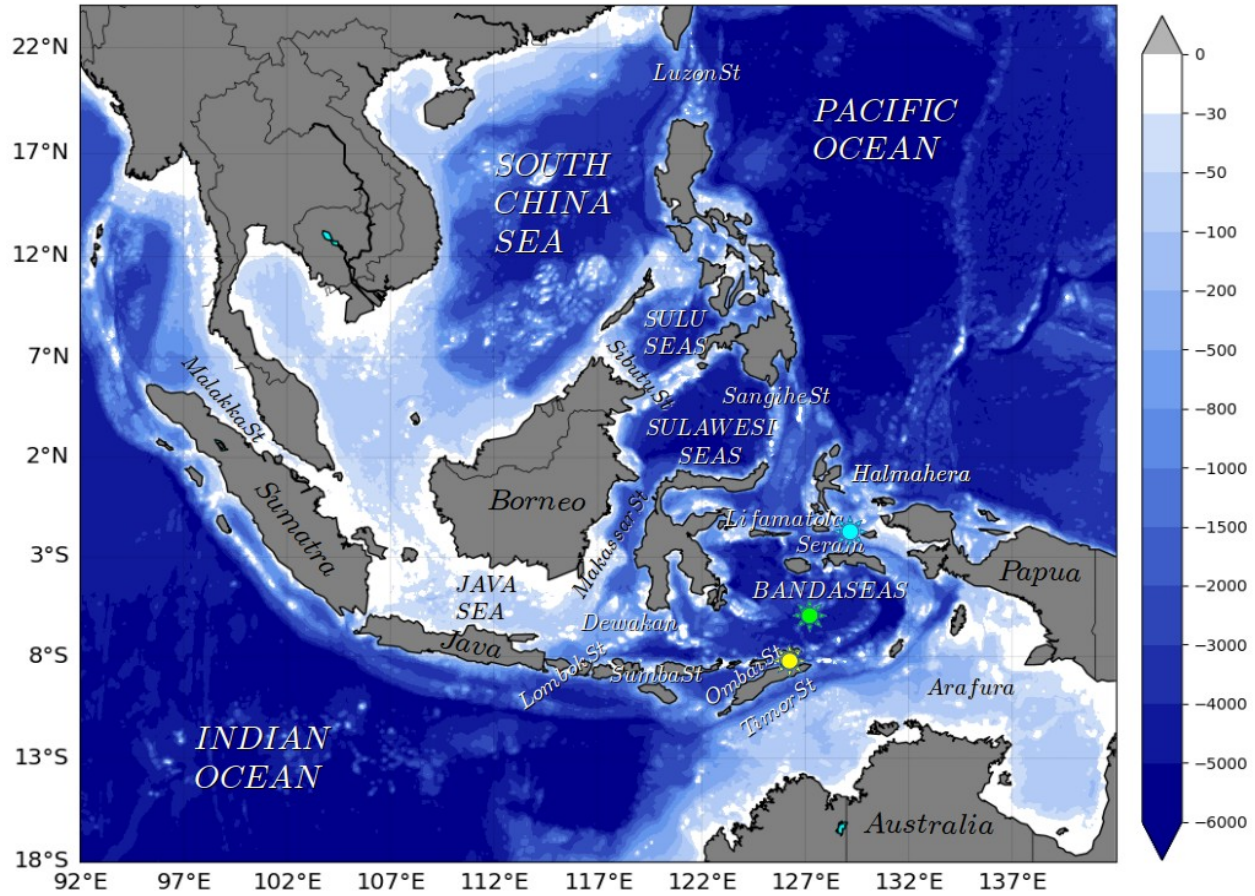 22°N
17°N
12°N
7°N
2°N
3°S
8°S
13°S
18°S
92°E
97°E
102°E
107°E
112°E
117°E
122°E
127°E
132°E
137°E
LuzonSt
PACIFIC
OCEAN
SOUTH
CHINA
SEA
SULU
SEAS
SibutuSt
MalakkaSt
SangiheSt
SULAWESI
SEAS
Halmahera
Sumatra
Borneo
MakassarSt
Lifamatola
Seram
Papua
BANDASEAS
JAVA
SEA
Dewakan
Java
LombokSt
SumbaSt
OmbaiSt
TimorSt
Arafura
INDIAN
OCEAN
Australia
0
−30
−50
−100
−200
−500
−800
−1000
−1500
−2000
−3000
−4000
−5000
−6000